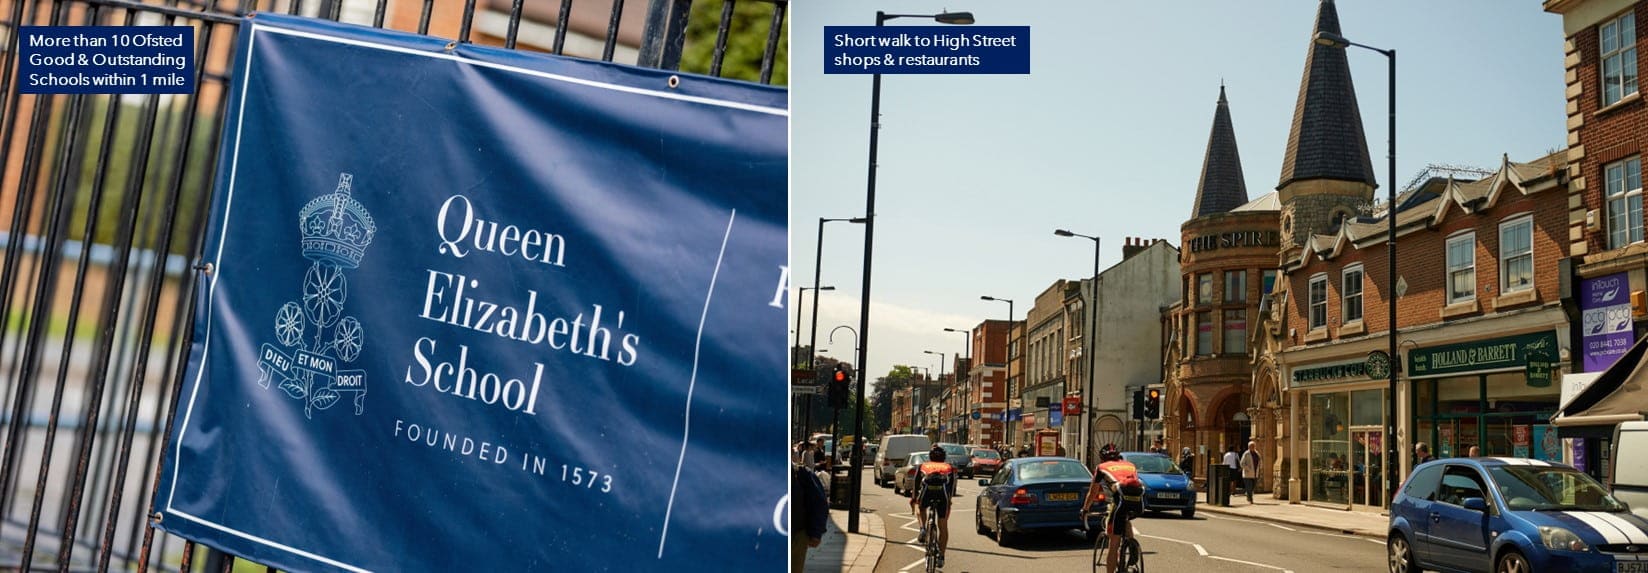 More than 10 Ofsted
Good & Outstanding
Schools within 1 mile
Queen
Elizabeth's
School
FOUNDED IN 1573
DIEU
ET MON
DROIT
Short walk to High Street
shops & restaurants
THE SPIRE
STARBUCKS COFFEE
HOLLAND & BARRETT
inTouch
pcg
020 8441 7038